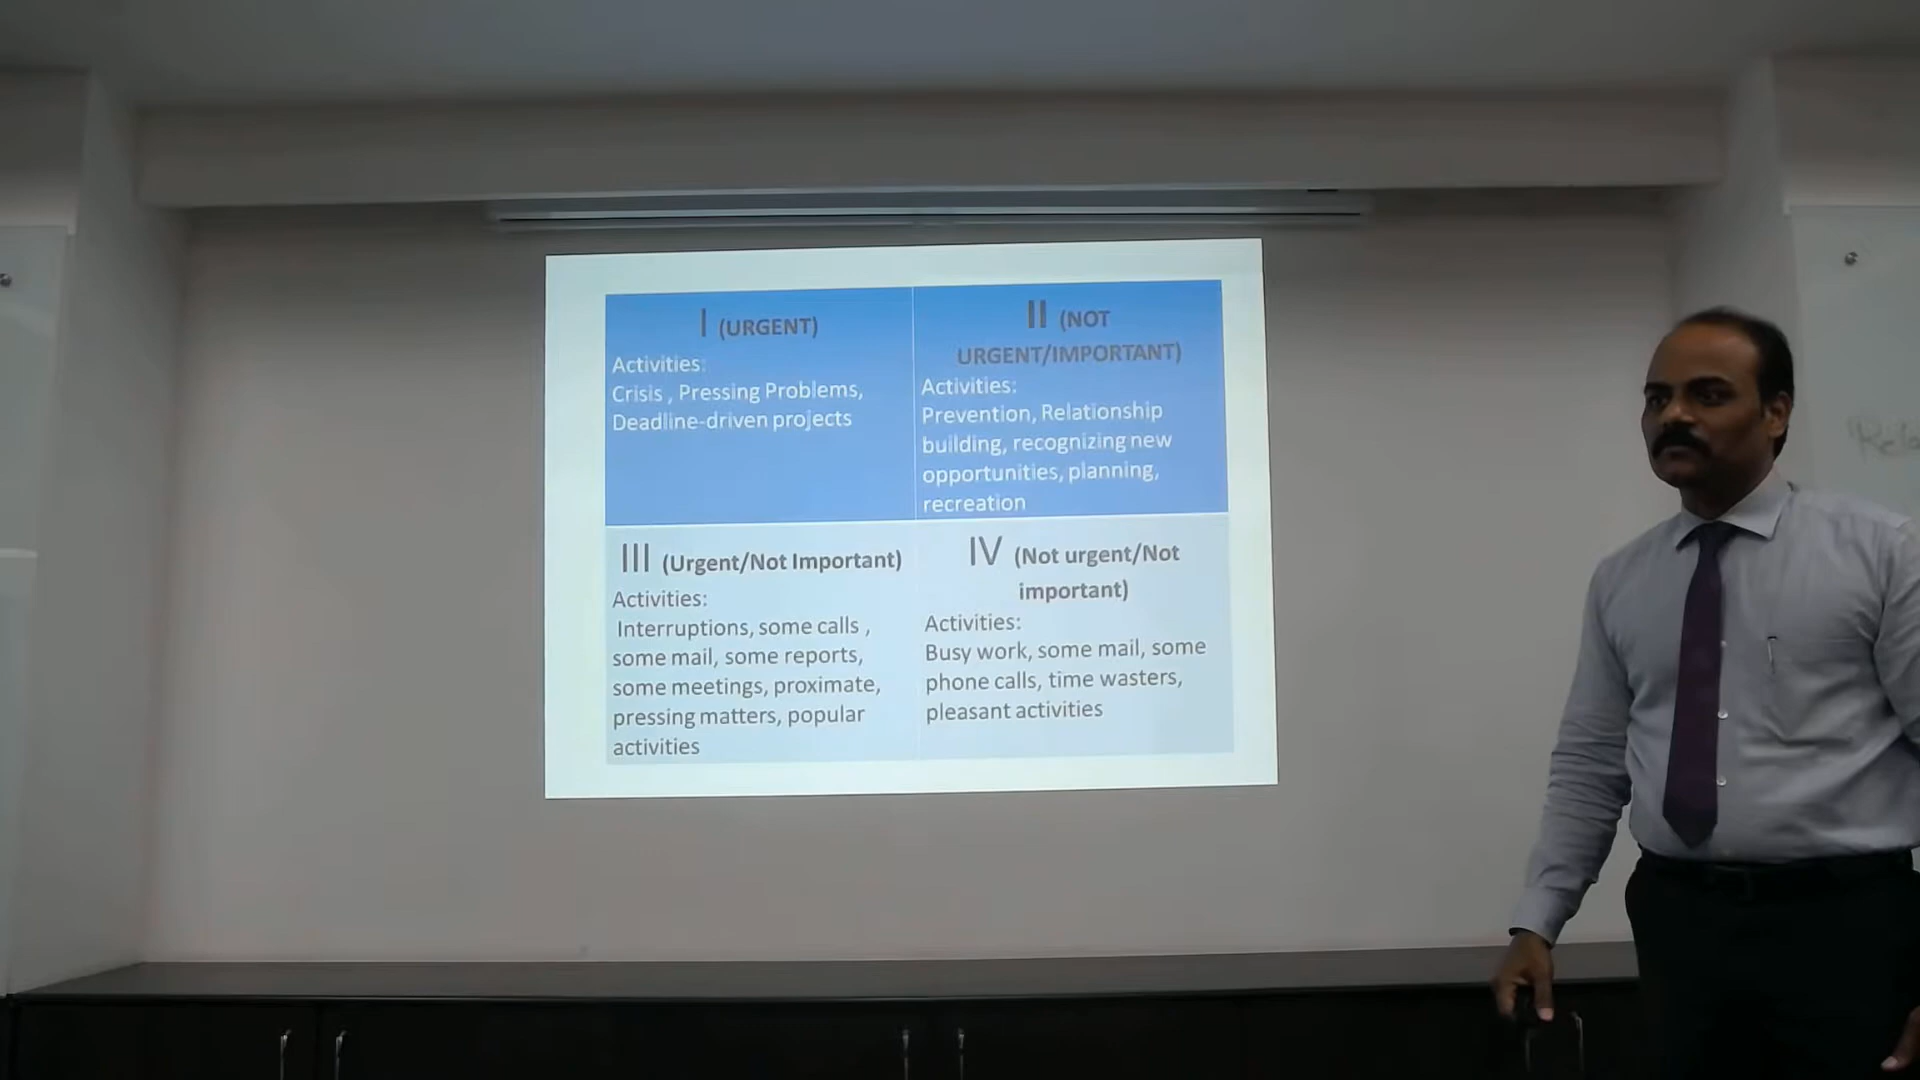 I (URGENT)
Activities:
Crisis , Pressing Problems,
Deadline-driven projects
II (NOT
URGENT/IMPORTANT)
Activities:
Prevention, Relationship
building, recognizing new
opportunities, planning,
recreation
III (Urgent/Not Important)
Activities:
Interruptions, some calls ,
some mail, some reports,
some meetings, proximate,
pressing matters, popular
activities
IV (Not urgent/Not
important)
Activities:
Busy work, some mail, some
phone calls, time wasters,
pleasant activities